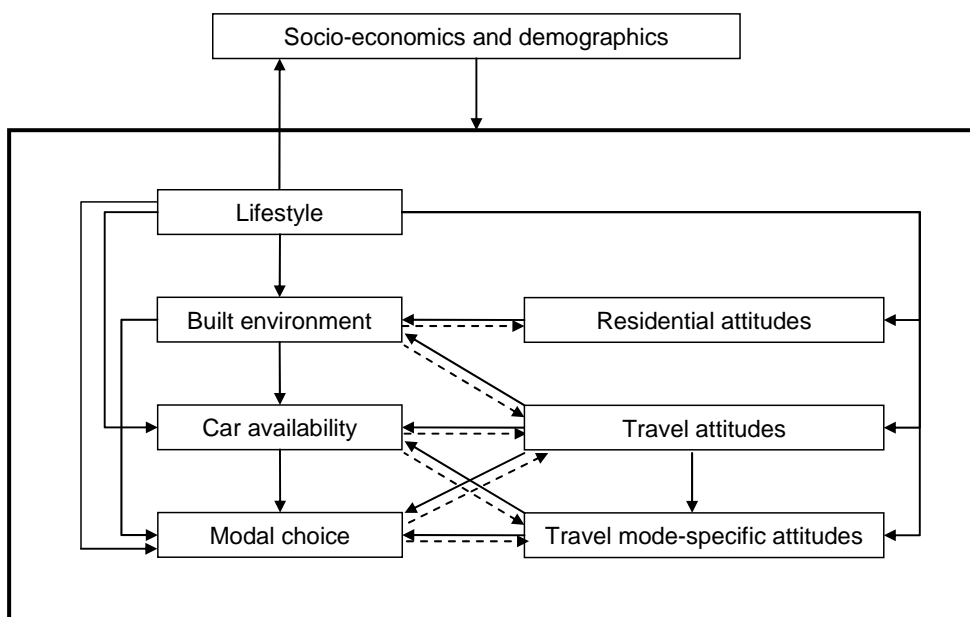 Socio-economics and demographics
Lifestyle
Built environment
Residential attitudes
Car availability
Travel attitudes
Modal choice
Travel mode-specific attitudes